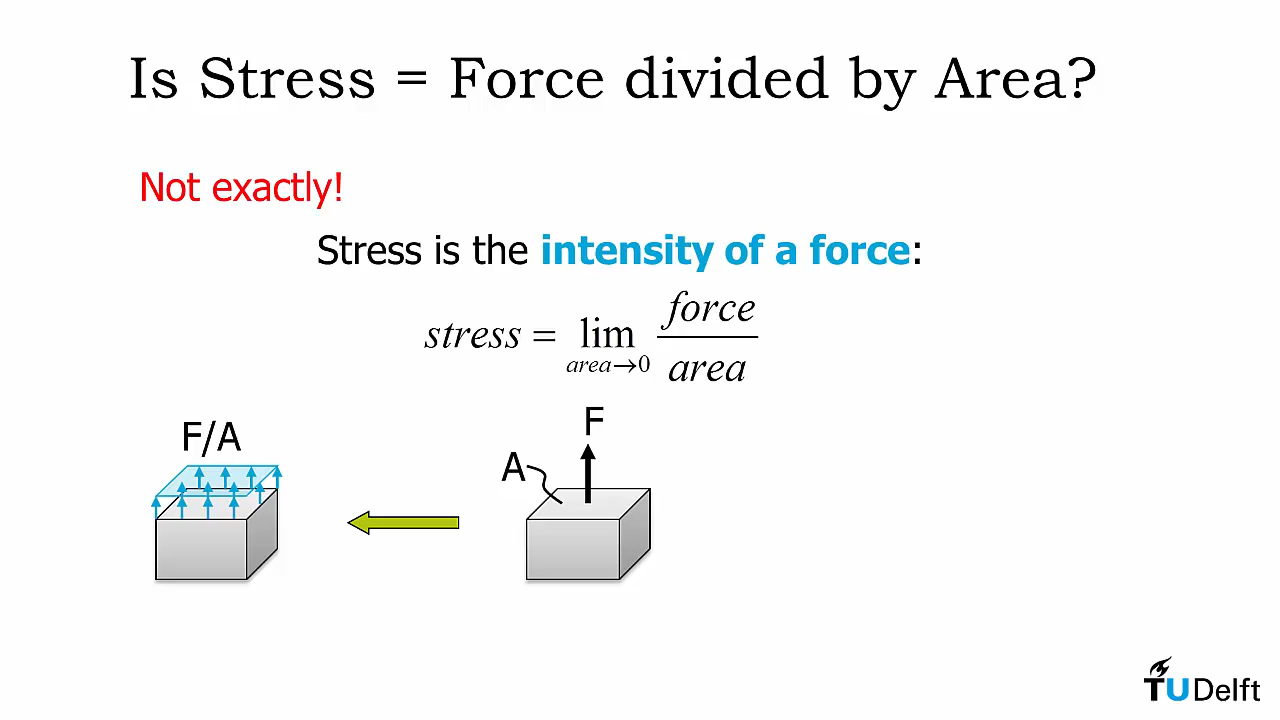 Is Stress = Force divided by Area?
Not exactly!
Stress is the intensity of a force:
stress = lim area→0 force/area
F/A
F
A
TUDelft